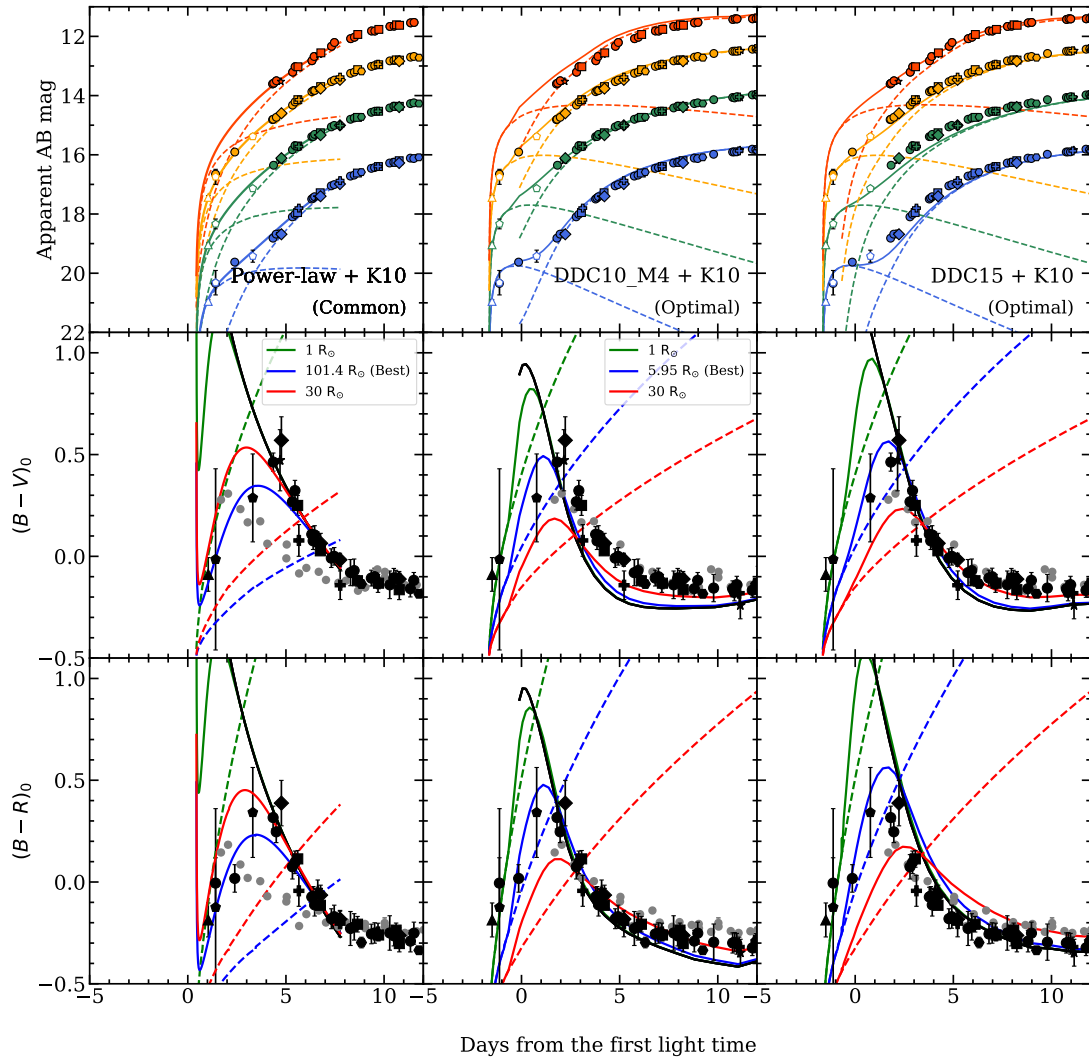 Apparent AB mag
12
14
16
18
20
22
Power-law + K10
(Common)
DDC10_M4 + K10
(Optimal)
DDC15 + K10
(Optimal)
(B − V)₀
1.0
0.5
0.0
−0.5
1 R☉
101.4 R☉ (Best)
30 R☉
1 R☉
5.95 R☉ (Best)
30 R☉
(B − R)₀
1.0
0.5
0.0
−0.5
−5 0 5 10
−5 0 5 10
−5 0 5 10
Days from the first light time